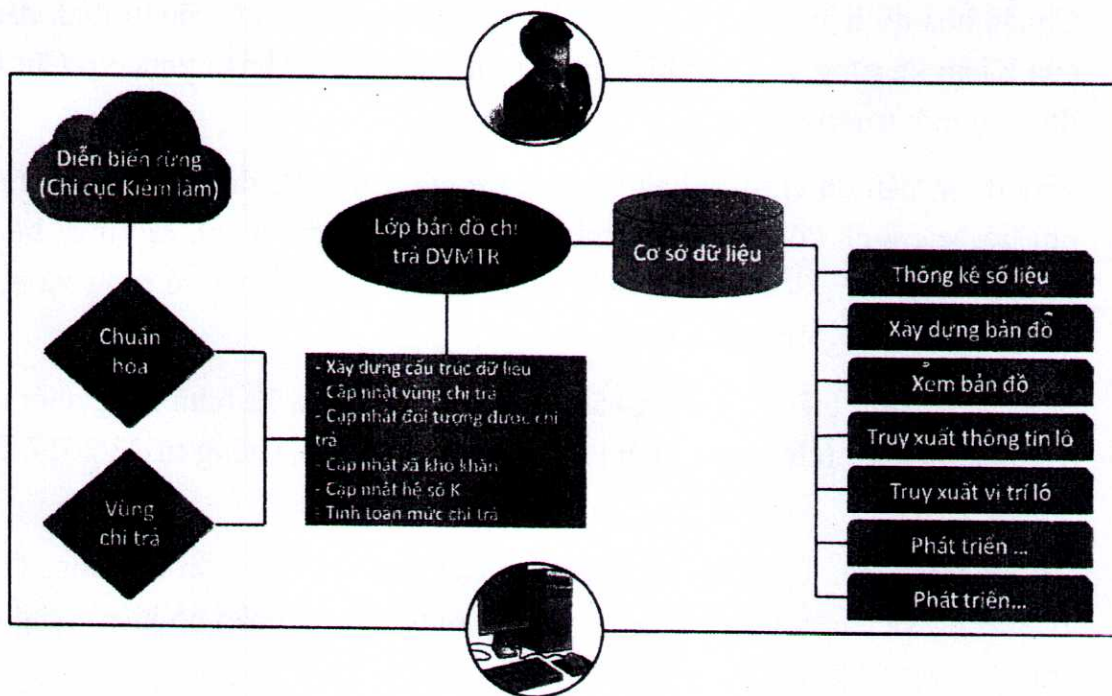 Diễn biến rừng
(Chi cục Kiểm lâm)
Chuẩn
hóa
Vùng
chi trả
- Xây dựng cấu trúc dữ liệu
- Cập nhật vùng chi trả
- Cập nhật đối tượng được chi
trả
- Cập nhật xã khó khăn
- Cập nhật hệ số K
- Tính toán mức chi trả
Lớp bản đồ chi
trả DVMTR
Cơ sở dữ liệu
Thống kê số liệu
Xây dựng bản đồ
Xem bản đồ
Truy xuất thông tin lô
Truy xuất vị trí lô
Phát triển ...
Phát triển...